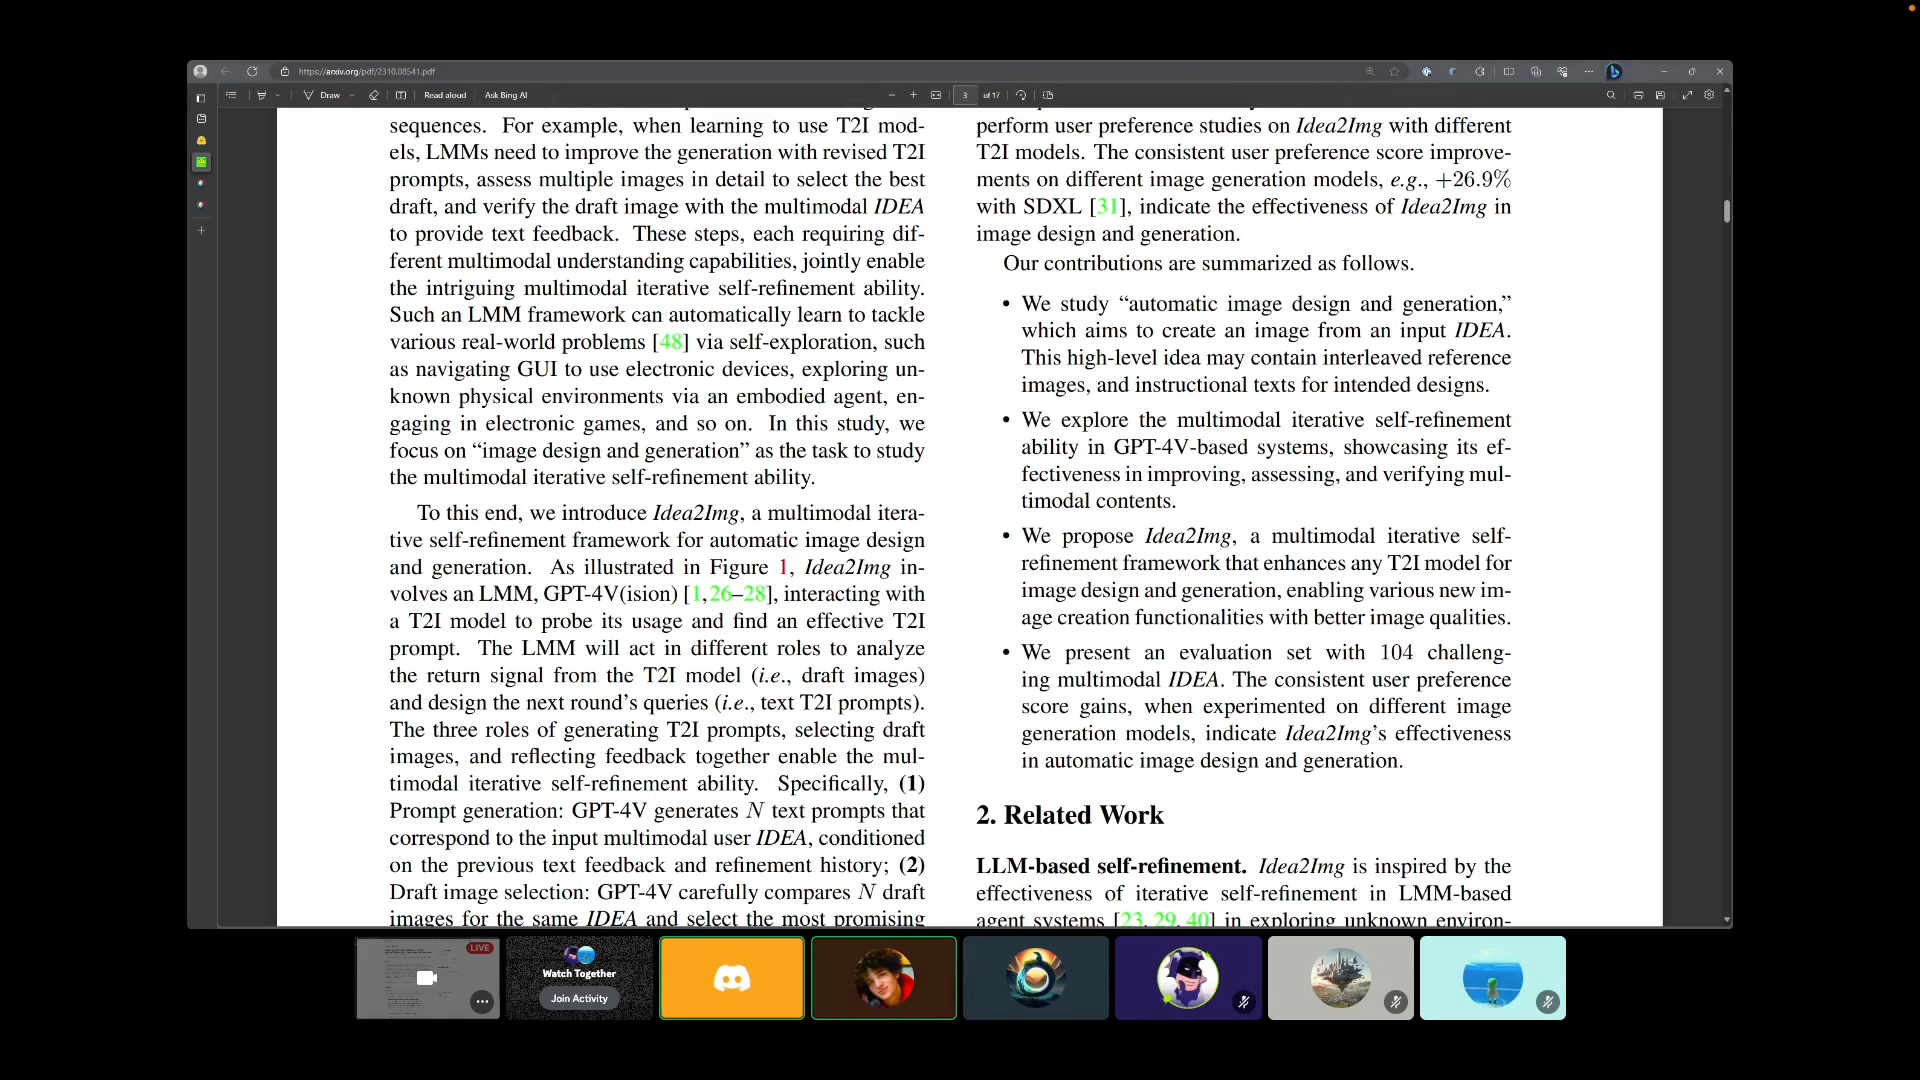 https://arxiv.org/pdf/2310.08541.pdf
Draw
Read aloud
Ask Bing AI
3
of 17
sequences. For example, when learning to use T2I mod-
els, LMMs need to improve the generation with revised T2I
prompts, assess multiple images in detail to select the best
draft, and verify the draft image with the multimodal IDEA
to provide text feedback. These steps, each requiring dif-
ferent multimodal understanding capabilities, jointly enable
the intriguing multimodal iterative self-refinement ability.
Such an LMM framework can automatically learn to tackle
various real-world problems [48] via self-exploration, such
as navigating GUI to use electronic devices, exploring un-
known physical environments via an embodied agent, en-
gaging in electronic games, and so on. In this study, we
focus on “image design and generation” as the task to study
the multimodal iterative self-refinement ability.
To this end, we introduce Idea2Img, a multimodal itera-
tive self-refinement framework for automatic image design
and generation. As illustrated in Figure 1, Idea2Img in-
volves an LMM, GPT-4V(ision) [1,26–28], interacting with
a T2I model to probe its usage and find an effective T2I
prompt. The LMM will act in different roles to analyze
the return signal from the T2I model (i.e., draft images)
and design the next round’s queries (i.e., text T2I prompts).
The three roles of generating T2I prompts, selecting draft
images, and reflecting feedback together enable the mul-
timodal iterative self-refinement ability. Specifically, (1)
Prompt generation: GPT-4V generates N text prompts that
correspond to the input multimodal user IDEA, conditioned
on the previous text feedback and refinement history; (2)
Draft image selection: GPT-4V carefully compares N draft
images for the same IDEA and select the most promising
perform user preference studies on Idea2Img with different
T2I models. The consistent user preference score improve-
ments on different image generation models, e.g., +26.9%
with SDXL [31], indicate the effectiveness of Idea2Img in
image design and generation.
Our contributions are summarized as follows.
• We study “automatic image design and generation,”
which aims to create an image from an input IDEA.
This high-level idea may contain interleaved reference
images, and instructional texts for intended designs.
• We explore the multimodal iterative self-refinement
ability in GPT-4V-based systems, showcasing its ef-
fectiveness in improving, assessing, and verifying mul-
timodal contents.
• We propose Idea2Img, a multimodal iterative self-
refinement framework that enhances any T2I model for
image design and generation, enabling various new im-
age creation functionalities with better image qualities.
• We present an evaluation set with 104 challeng-
ing multimodal IDEA. The consistent user preference
score gains, when experimented on different image
generation models, indicate Idea2Img’s effectiveness
in automatic image design and generation.
2. Related Work
LLM-based self-refinement. Idea2Img is inspired by the
effectiveness of iterative self-refinement in LMM-based
agent systems [23, 29, 40] in exploring unknown environ-
LIVE
Watch Together
Join Activity